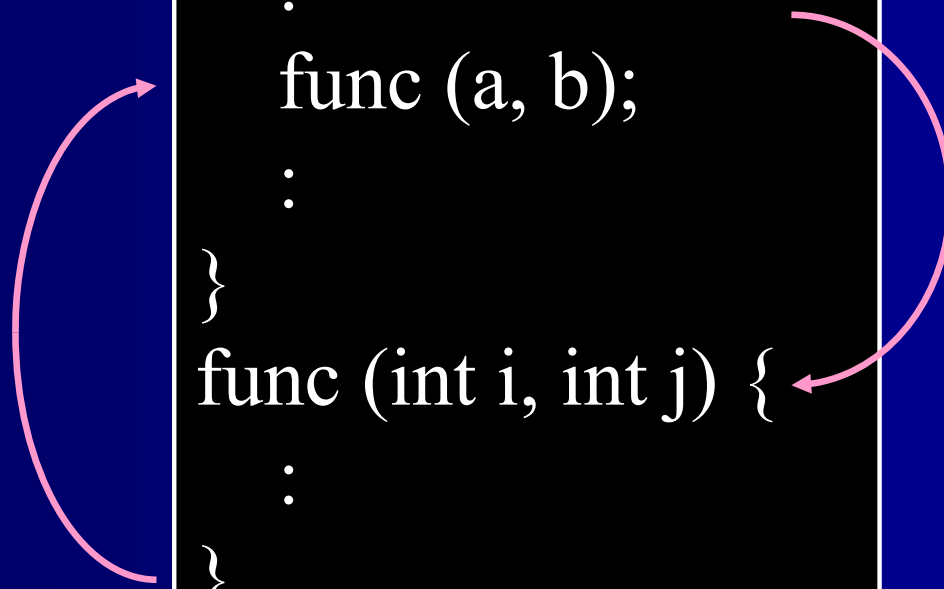 :
func (a, b);
:
}
func (int i, int j) {
:
}